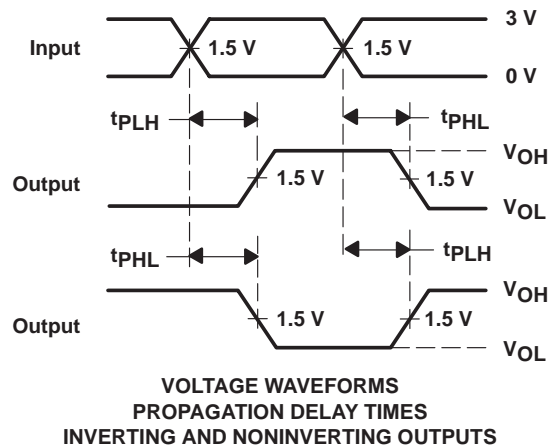 3 V
Input
1.5 V
1.5 V
0 V
tPLH
tPHL
VOH
Output
1.5 V
1.5 V
VOL
tPHL
tPLH
VOH
Output
1.5 V
1.5 V
VOL
VOLTAGE WAVEFORMS
PROPAGATION DELAY TIMES
INVERTING AND NONINVERTING OUTPUTS